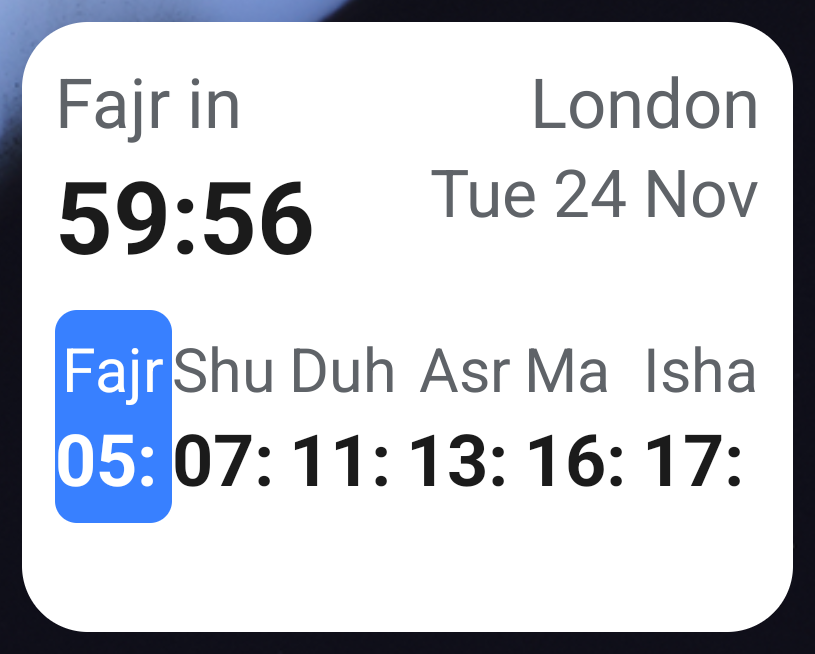 Fajr in
London
59:56
Tue 24 Nov
Fajr Shu Duh Asr Ma Isha
05: 07: 11: 13: 16: 17: